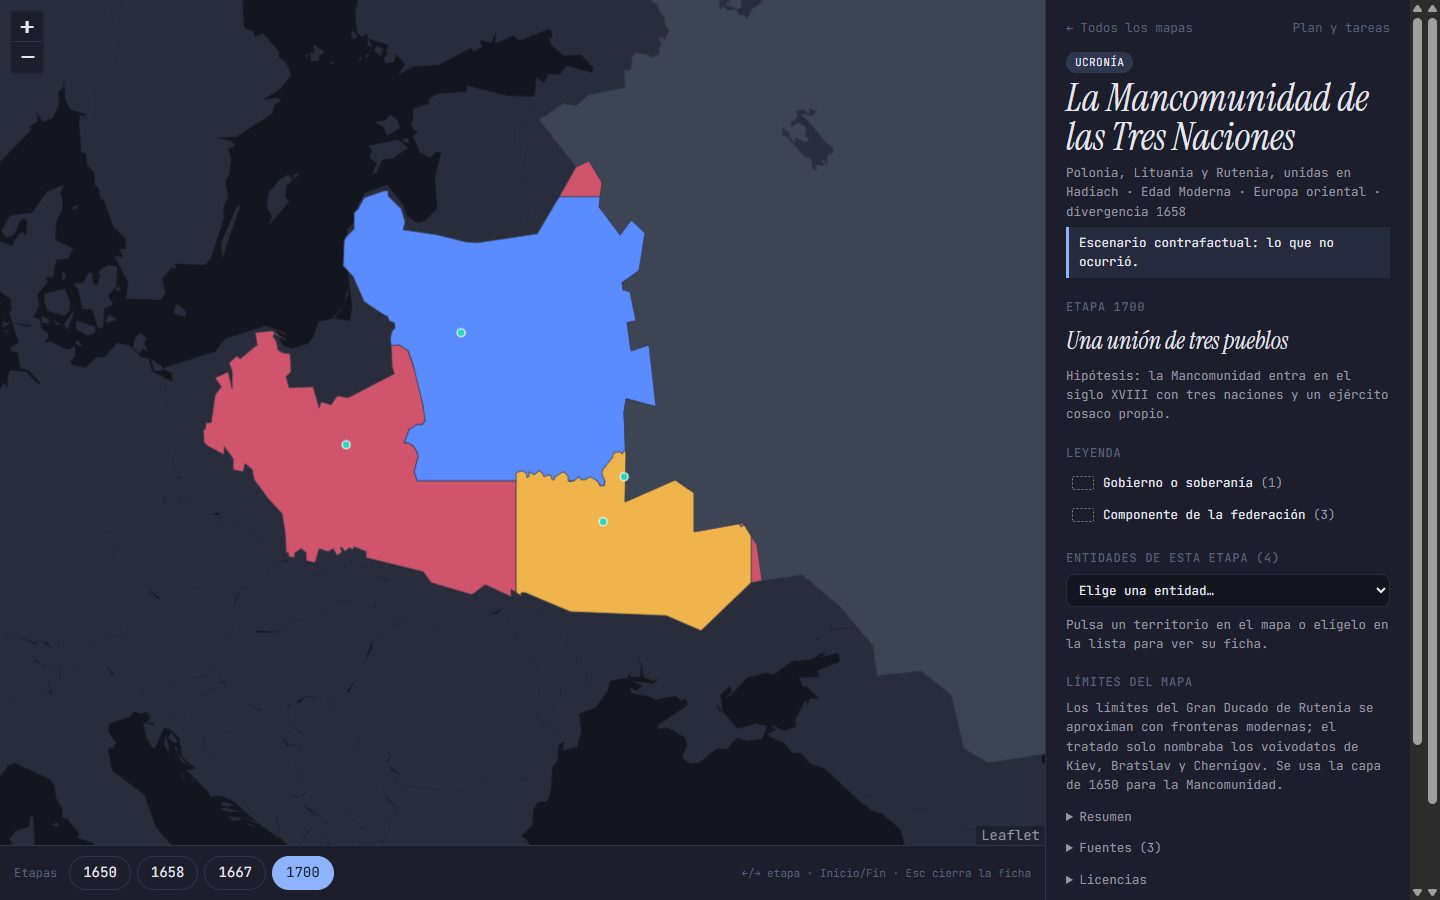 +
−
← Todos los mapas
Plan y tareas
UCRONÍA
La Mancomunidad de
las Tres Naciones
Polonia, Lituania y Rutenia, unidas en
Hadiach · Edad Moderna · Europa oriental ·
divergencia 1658
Escenario contrafactual: lo que no
ocurrió.
ETAPA 1700
Una unión de tres pueblos
Hipótesis: la Mancomunidad entra en el
siglo XVIII con tres naciones y un ejército
cosaco propio.
LEYENDA
Gobierno o soberanía (1)
Componente de la federación (3)
ENTIDADES DE ESTA ETAPA (4)
Elige una entidad…
Pulsa un territorio en el mapa o elígelo en
la lista para ver su ficha.
LÍMITES DEL MAPA
Los límites del Gran Ducado de Rutenia se
aproximan con fronteras modernas; el
tratado solo nombraba los voivodatos de
Kiev, Bratslav y Chernígov. Se usa la capa
de 1650 para la Mancomunidad.
▶ Resumen
▶ Fuentes (3)
▶ Licencias
Leaflet
Etapas 1650 1658 1667 1700
←/→ etapa · Inicio/Fin · Esc cierra la ficha